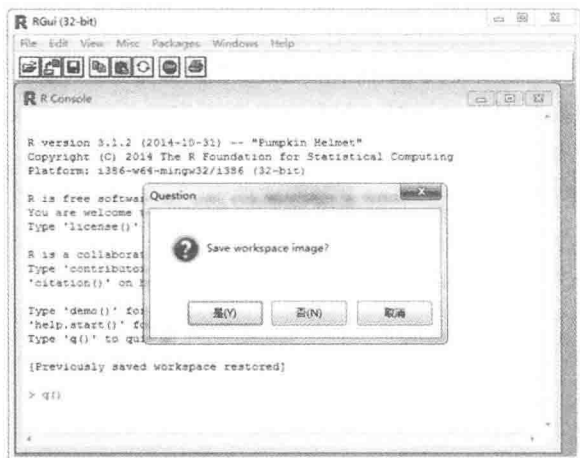 RGui (32-bit)
File Edit View Misc Packages Windows Help
R Console
R version 3.1.2 (2014-10-31) -- "Pumpkin Helmet"
Copyright (C) 2014 The R Foundation for Statistical Computing
Platform: i386-w64-mingw32/i386 (32-bit)
R is free softwa
You are welcome
Type 'license()'
R is a collaborat
Type 'contributo
'citation()' on
Type 'demo()' for
'help.start()' fo
Type 'q()' to qui
[Previously saved workspace restored]
> q()
Question
Save workspace image?
是(Y) 否(N) 取消